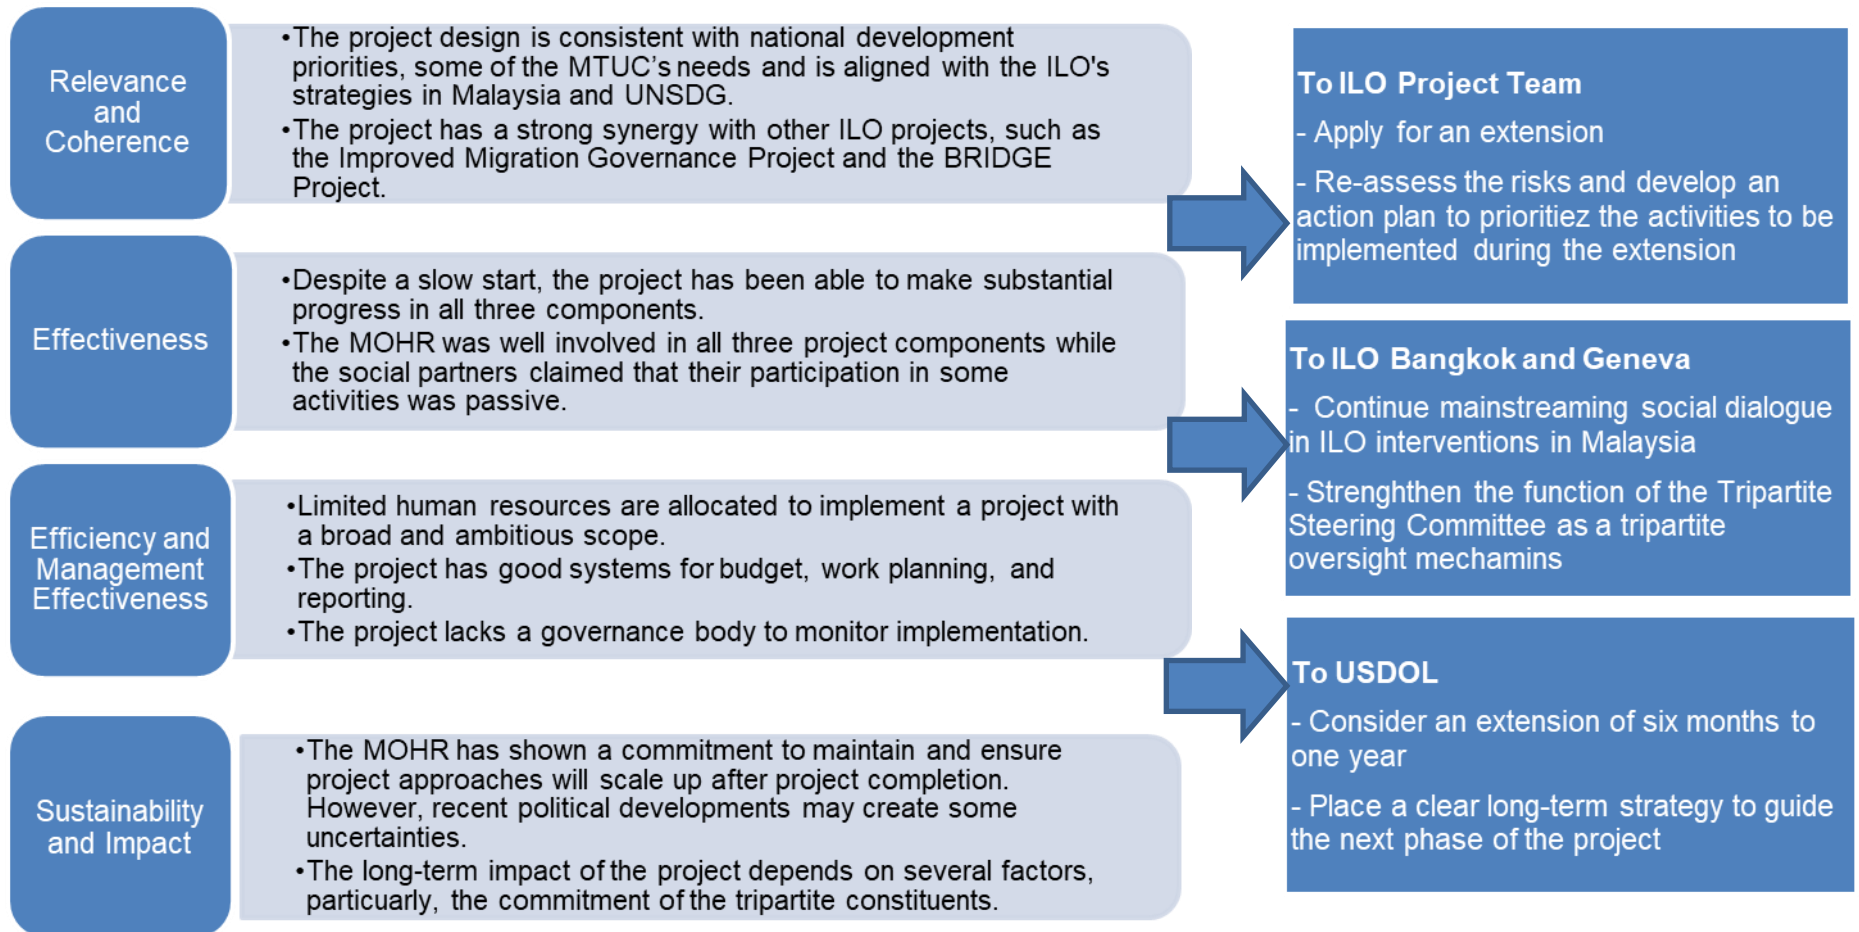 Relevance
and
Coherence
•The project design is consistent with national development
priorities, some of the MTUC's needs and is aligned with the ILO's
strategies in Malaysia and UNSDG.
•The project has a strong synergy with other ILO projects, such as
the Improved Migration Governance Project and the BRIDGE
Project.
Effectiveness
•Despite a slow start, the project has been able to make substantial
progress in all three components.
•The MOHR was well involved in all three project components while
the social partners claimed that their participation in some
activities was passive.
Efficiency and
Management
Effectiveness
•Limited human resources are allocated to implement a project with
a broad and ambitious scope.
•The project has good systems for budget, work planning, and
reporting.
•The project lacks a governance body to monitor implementation.
Sustainability
and Impact
•The MOHR has shown a commitment to maintain and ensure
project approaches will scale up after project completion.
However, recent political developments may create some
uncertainties.
•The long-term impact of the project depends on several factors,
particuarly, the commitment of the tripartite constituents.
To ILO Project Team
- Apply for an extension
- Re-assess the risks and develop an
action plan to prioritiez the activities to be
implemented during the extension
To ILO Bangkok and Geneva
- Continue mainstreaming social dialogue
in ILO interventions in Malaysia
- Strenghthen the function of the Tripartite
Steering Committee as a tripartite
oversight mechamins
To USDOL
- Consider an extension of six months to
one year
- Place a clear long-term strategy to guide
the next phase of the project